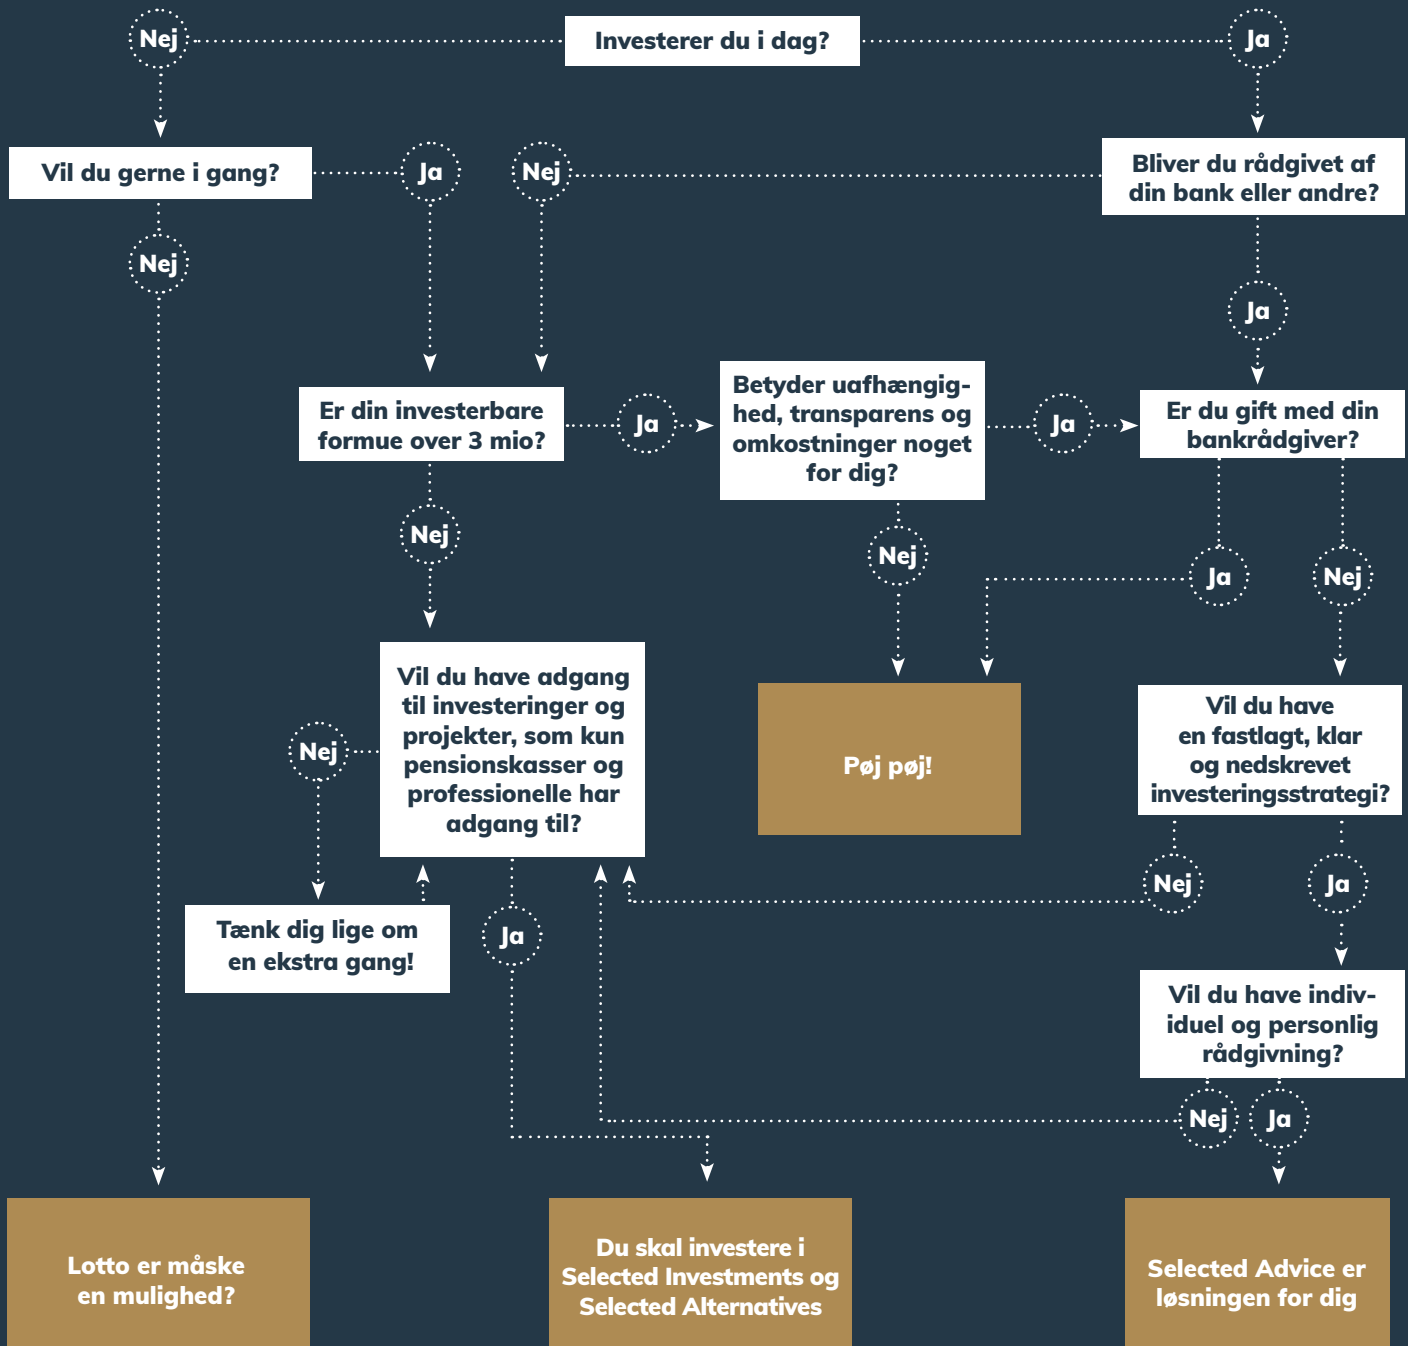 Nej
Investerer du i dag?
Ja
Vil du gerne i gang?
Ja
Nej
Bliver du rådgivet af
din bank eller andre?
Nej
Ja
Er din investerbare
formue over 3 mio?
Ja
Betyder uafhængig-
hed, transparens og
omkostninger noget
for dig?
Ja
Er du gift med din
bankrådgiver?
Nej
Nej
Ja
Nej
Vil du have adgang
til investeringer og
projekter, som kun
pensionskasser og
professionelle har
adgang til?
Nej
Pøj pøj!
Vil du have
en fastlagt, klar
og nedskrevet
investeringsstrategi?
Nej
Ja
Tænk dig lige om
en ekstra gang!
Ja
Vil du have indiv-
iduel og personlig
rådgivning?
Nej
Ja
Lotto er måske
en mulighed?
Du skal investere i
Selected Investments og
Selected Alternatives
Selected Advice er
løsningen for dig